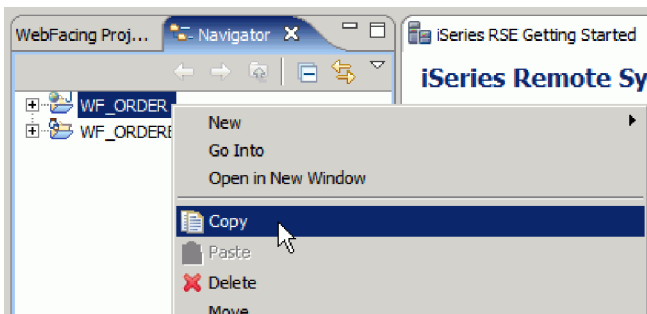 WebFacing Proj... Navigator iSeries RSE Getting Started
iSeries Remote Sy
WF_ORDER
WF_ORDERE
New
Go Into
Open in New Window
Copy
Paste
Delete
Move